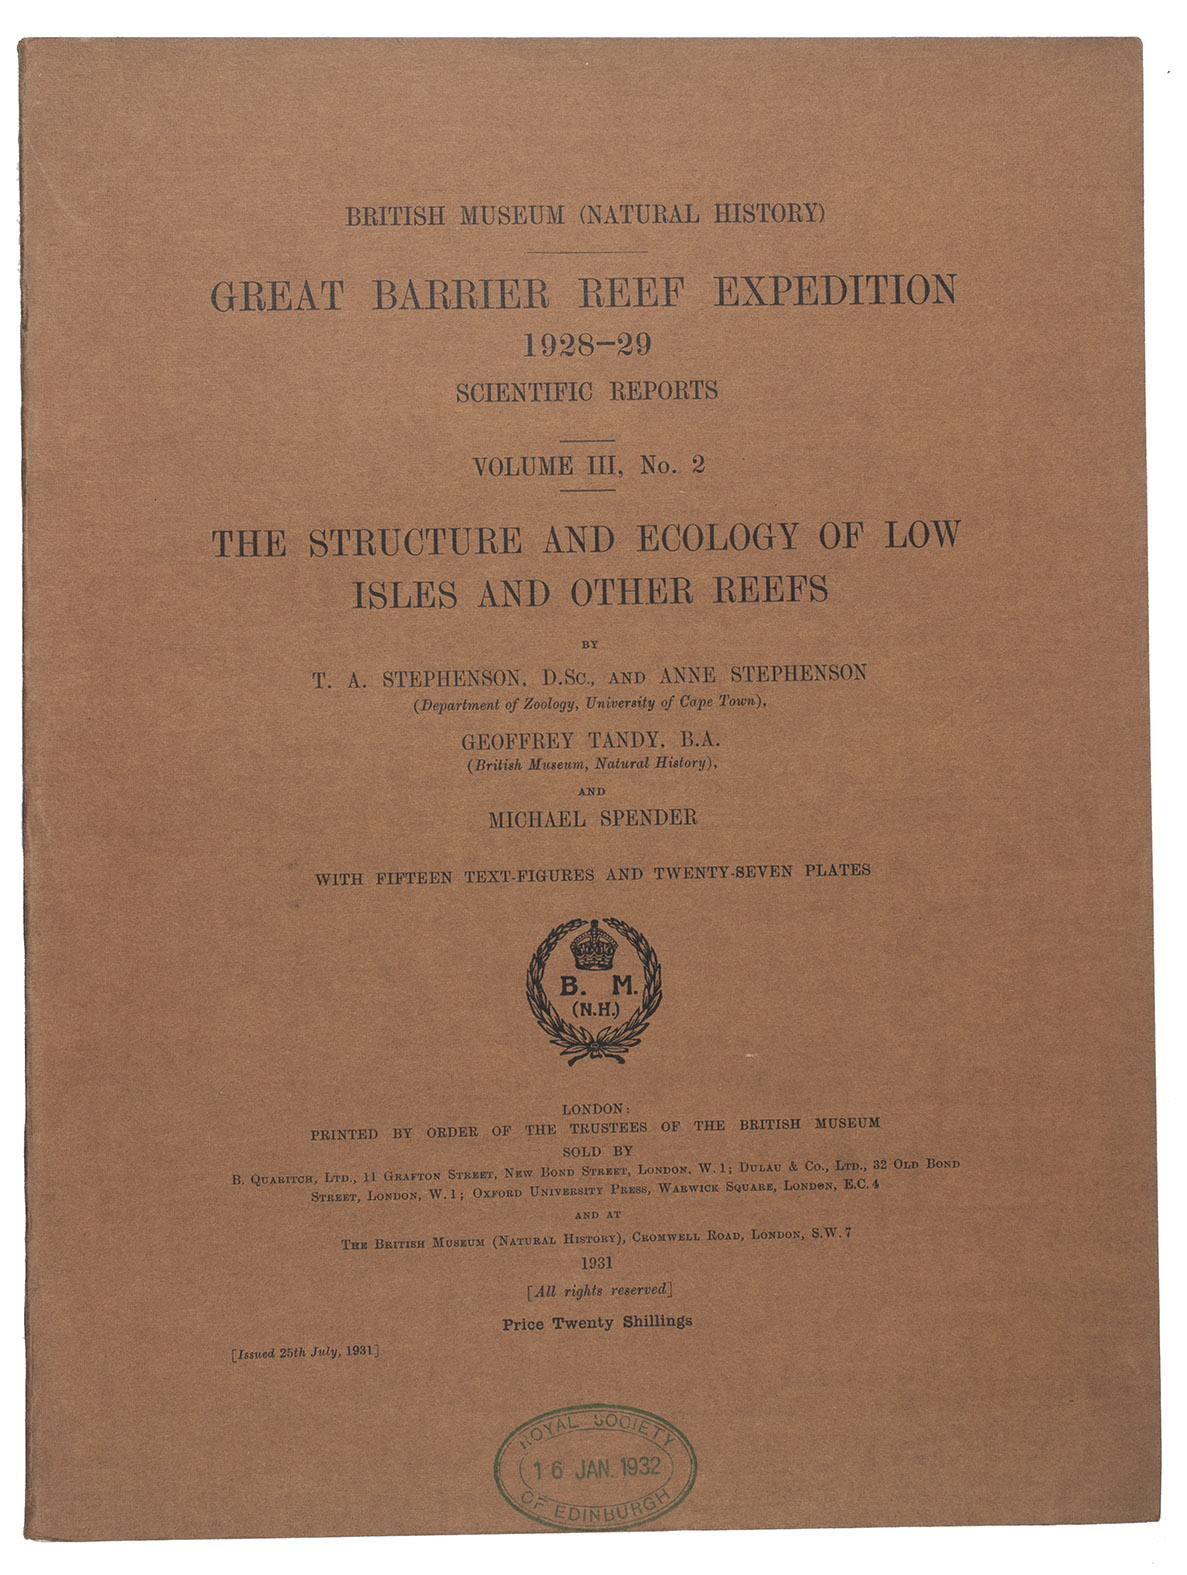 BRITISH MUSEUM (NATURAL HISTORY)
GREAT BARRIER REEF EXPEDITION
1928–29
SCIENTIFIC REPORTS
VOLUME III, No. 2
THE STRUCTURE AND ECOLOGY OF LOW
ISLES AND OTHER REEFS
BY
T. A. STEPHENSON, D.Sc., AND ANNE STEPHENSON
(Department of Zoology, University of Cape Town),
GEOFFREY TANDY, B.A.
(British Museum, Natural History),
AND
MICHAEL SPENDER
WITH FIFTEEN TEXT-FIGURES AND TWENTY-SEVEN PLATES
B. M.
(N.H.)
LONDON:
PRINTED BY ORDER OF THE TRUSTEES OF THE BRITISH MUSEUM
SOLD BY
B. Quaritch, Ltd., 11 Grafton Street, New Bond Street, London, W.1; Dulau & Co., Ltd., 32 Old Bond
Street, London, W.1; Oxford University Press, Warwick Square, London, E.C.4
AND AT
The British Museum (Natural History), Cromwell Road, London, S.W.7
1931
[All rights reserved]
Price Twenty Shillings
[Issued 25th July, 1931]
ROYAL SOCIETY
16 JAN. 1932
OF EDINBURGH